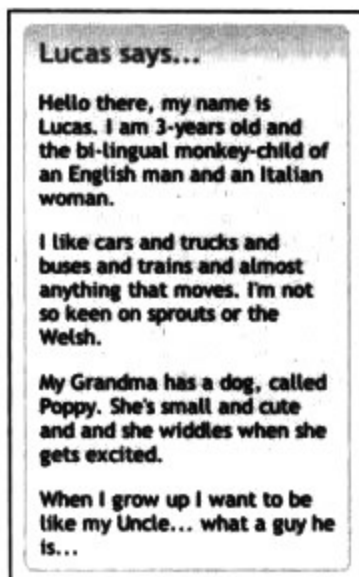 Lucas says...
Hello there, my name is
Lucas. I am 3-years old and
the bi-lingual monkey-child of
an English man and an Italian
woman.
I like cars and trucks and
buses and trains and almost
anything that moves. I'm not
so keen on sprouts or the
Welsh.
My Grandma has a dog, called
Poppy. She's small and cute
and and she widdles when she
gets excited.
When I grow up I want to be
like my Uncle... what a guy he
is...